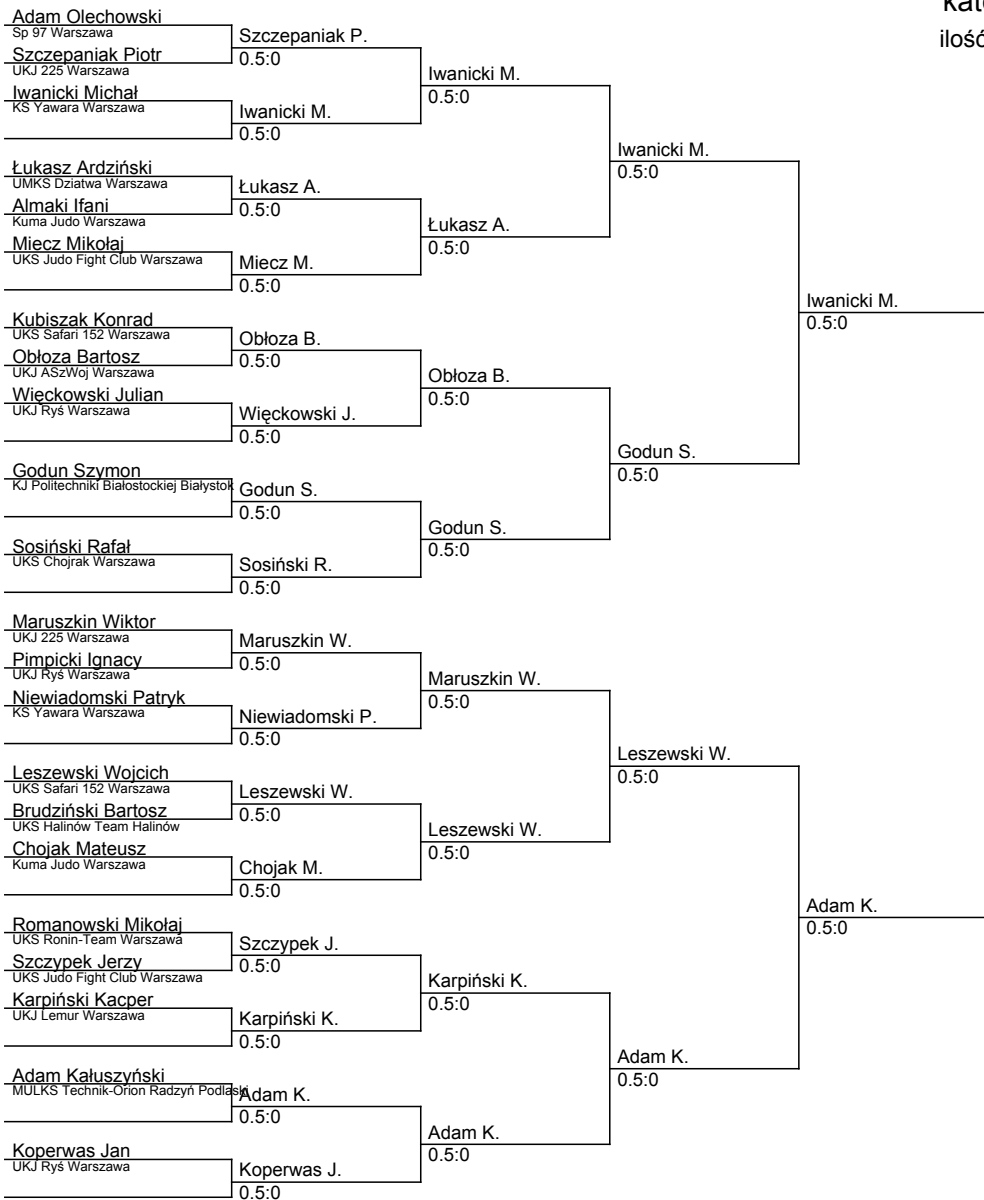 kat
ilość
Adam Olechowski
Sp 97 Warszawa
Szczepaniak Piotr
UKJ 225 Warszawa
Iwanicki Michał
KS Yawara Warszawa
Łukasz Ardziński
UMKS Dziatwa Warszawa
Almaki Ifani
Kuma Judo Warszawa
Miecz Mikołaj
UKS Judo Fight Club Warszawa
Kubiszak Konrad
UKS Safari 152 Warszawa
Obłoza Bartosz
UKJ ASzWoj Warszawa
Więckowski Julian
UKJ Ryś Warszawa
Godun Szymon
KJ Politechniki Białostockiej Białystok
Sosiński Rafał
UKS Chojrak Warszawa
Maruszkin Wiktor
UKJ 225 Warszawa
Pimpicki Ignacy
UKJ Ryś Warszawa
Niewiadomski Patryk
KS Yawara Warszawa
Leszewski Wojcich
UKS Safari 152 Warszawa
Brudziński Bartosz
UKS Halinów Team Halinów
Chojak Mateusz
Kuma Judo Warszawa
Romanowski Mikołaj
UKS Ronin-Team Warszawa
Szczypek Jerzy
UKS Judo Fight Club Warszawa
Karpiński Kacper
UKJ Lemur Warszawa
Adam Kałuszyński
MULKS Technik-Orion Radzyń Podlaski
Koperwas Jan
UKJ Ryś Warszawa
Szczepaniak P.
0.5:0
Iwanicki M.
0.5:0
Łukasz A.
0.5:0
Miecz M.
0.5:0
Obłoza B.
0.5:0
Więckowski J.
0.5:0
Godun S.
0.5:0
Sosiński R.
0.5:0
Maruszkin W.
0.5:0
Niewiadomski P.
0.5:0
Leszewski W.
0.5:0
Chojak M.
0.5:0
Szczypek J.
0.5:0
Karpiński K.
0.5:0
Adam K.
0.5:0
Koperwas J.
0.5:0
Iwanicki M.
0.5:0
Łukasz A.
0.5:0
Obłoza B.
0.5:0
Godun S.
0.5:0
Maruszkin W.
0.5:0
Leszewski W.
0.5:0
Karpiński K.
0.5:0
Adam K.
0.5:0
Iwanicki M.
0.5:0
Godun S.
0.5:0
Leszewski W.
0.5:0
Adam K.
0.5:0
Iwanicki M.
0.5:0
Adam K.
0.5:0